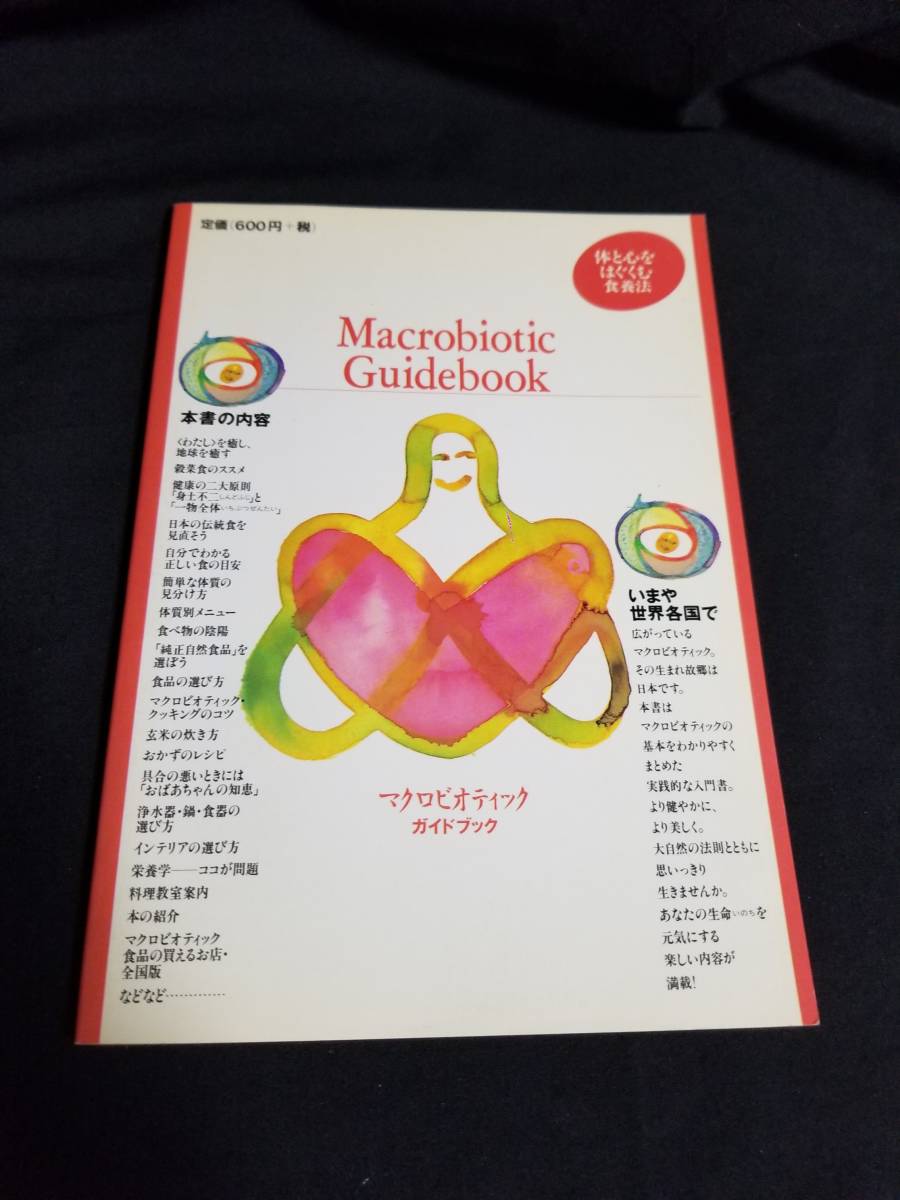 定価(600円+税)
体と心を
はぐくむ
食養法
Macrobiotic
Guidebook
本書の内容
〈わたし〉を癒し、
地球を癒す
穀菜食のススメ
健康の二大原則
「身土不二しんどふじ」と
「一物全体いちぶつぜんたい」
日本の伝統食を
見直そう
自分でわかる
正しい食の目安
簡単な体質の
見分け方
体質別メニュー
食べ物の陰陽
「純正自然食品」を
選ぼう
食品の選び方
マクロビオティック・
クッキングのコツ
玄米の炊き方
おかずのレシピ
具合の悪いときには
「おばあちゃんの知恵」
浄水器・鍋・食器の
選び方
インテリアの選び方
栄養学――ココが問題
料理教室案内
本の紹介
マクロビオティック
食品の買えるお店・
全国版
などなど…………
マクロビオティック
ガイドブック
いまや
世界各国で
広がっている
マクロビオティック。
その生まれ故郷は
日本です。
本書は
マクロビオティックの
基本をわかりやすく
まとめた
実践的な入門書。
より健やかに、
より美しく。
大自然の法則とともに
思いっきり
生きませんか。
あなたの生命いのちを
元気にする
楽しい内容が
満載!